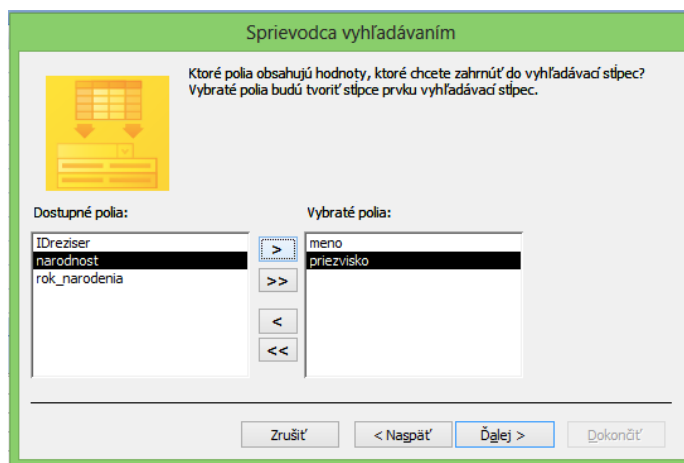 Sprievodca vyhľadávaním
Ktoré polia obsahujú hodnoty, ktoré chcete zahrnúť do vyhľadávací stĺpec?
Vybraté polia budú tvoriť stĺpce prvku vyhľadávací stĺpec.
Dostupné polia:
Vybraté polia:
IDreziser
narodnost
rok_narodenia
>
>>
<
<<
meno
priezvisko
Zrušiť
< Naspäť
Ďalej >
Dokončiť